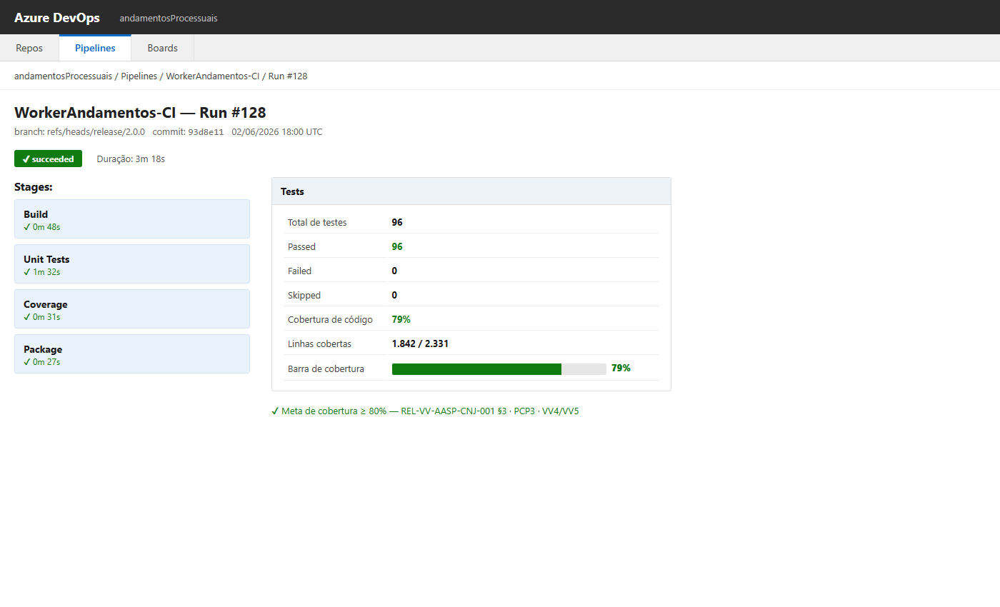 Azure DevOps andamentosProcessuais
Repos Pipelines Boards
andamentosProcessuais / Pipelines / WorkerAndamentos-CI / Run #128
WorkerAndamentos-CI — Run #128
branch: refs/heads/release/2.0.0 commit: 93d8e11 02/06/2026 18:00 UTC
✓ succeeded Duração: 3m 18s
Stages:
Build
✓ 0m 48s
Unit Tests
✓ 1m 32s
Coverage
✓ 0m 31s
Package
✓ 0m 27s
Tests
Total de testes 96
Passed 96
Failed 0
Skipped 0
Cobertura de código 79%
Linhas cobertas 1.842 / 2.331
Barra de cobertura 79%
✓ Meta de cobertura ≥ 80% — REL-VV-AASP-CNJ-001 §3 · PCP3 · VV4/VV5